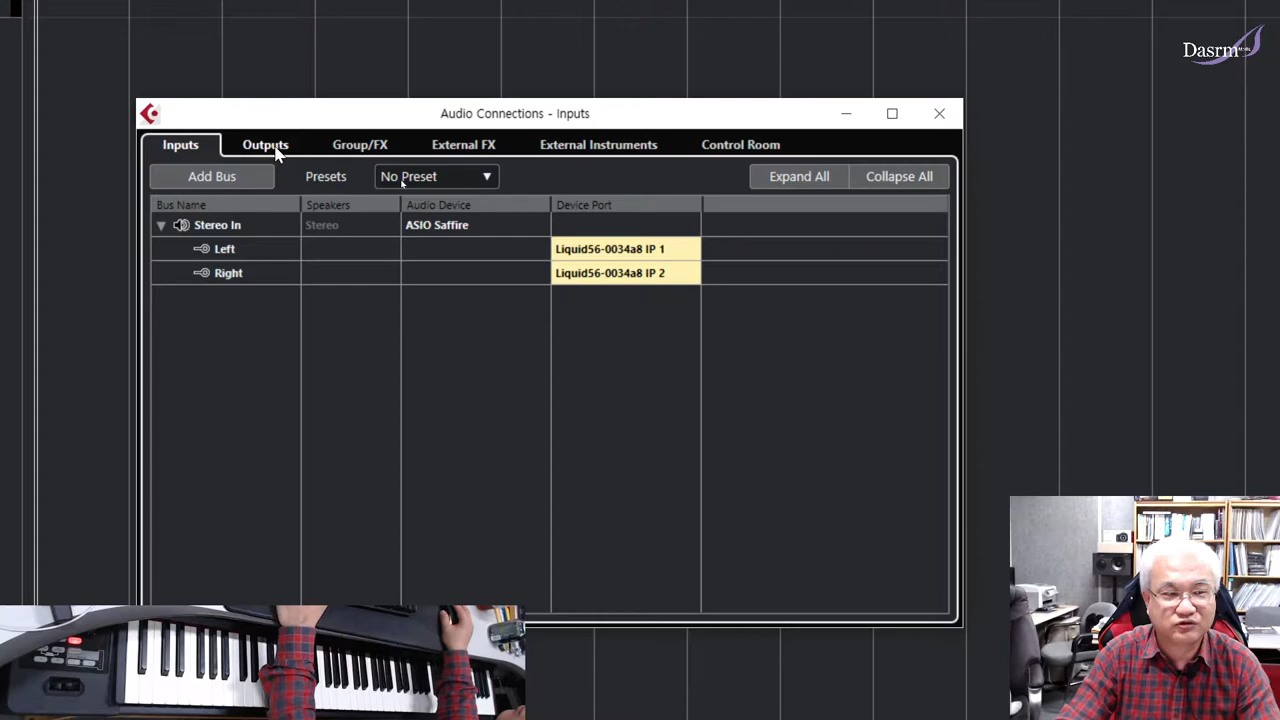 Dasrm
Audio Connections - Inputs
Inputs Outputs Group/FX External FX External Instruments Control Room
Add Bus Presets No Preset Expand All Collapse All
Bus Name Speakers Audio Device Device Port
Stereo In Stereo ASIO Saffire
Left Liquid56-0034a8 IP 1
Right Liquid56-0034a8 IP 2